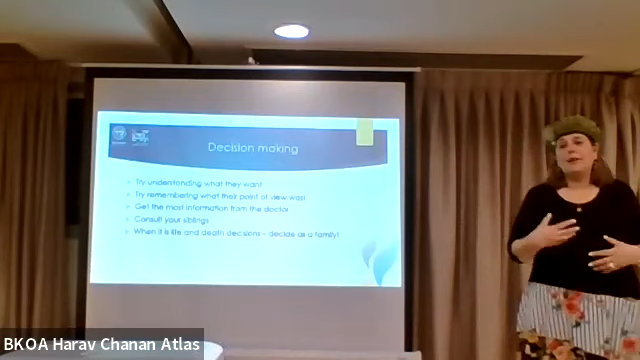 Decision making
Try understanding what they want
Try remembering what their point of view was!
Get the most information from the doctor
Consult your siblings
When it is life and death decisions - decide as a family!
BKOA Harav Chanan Atlas